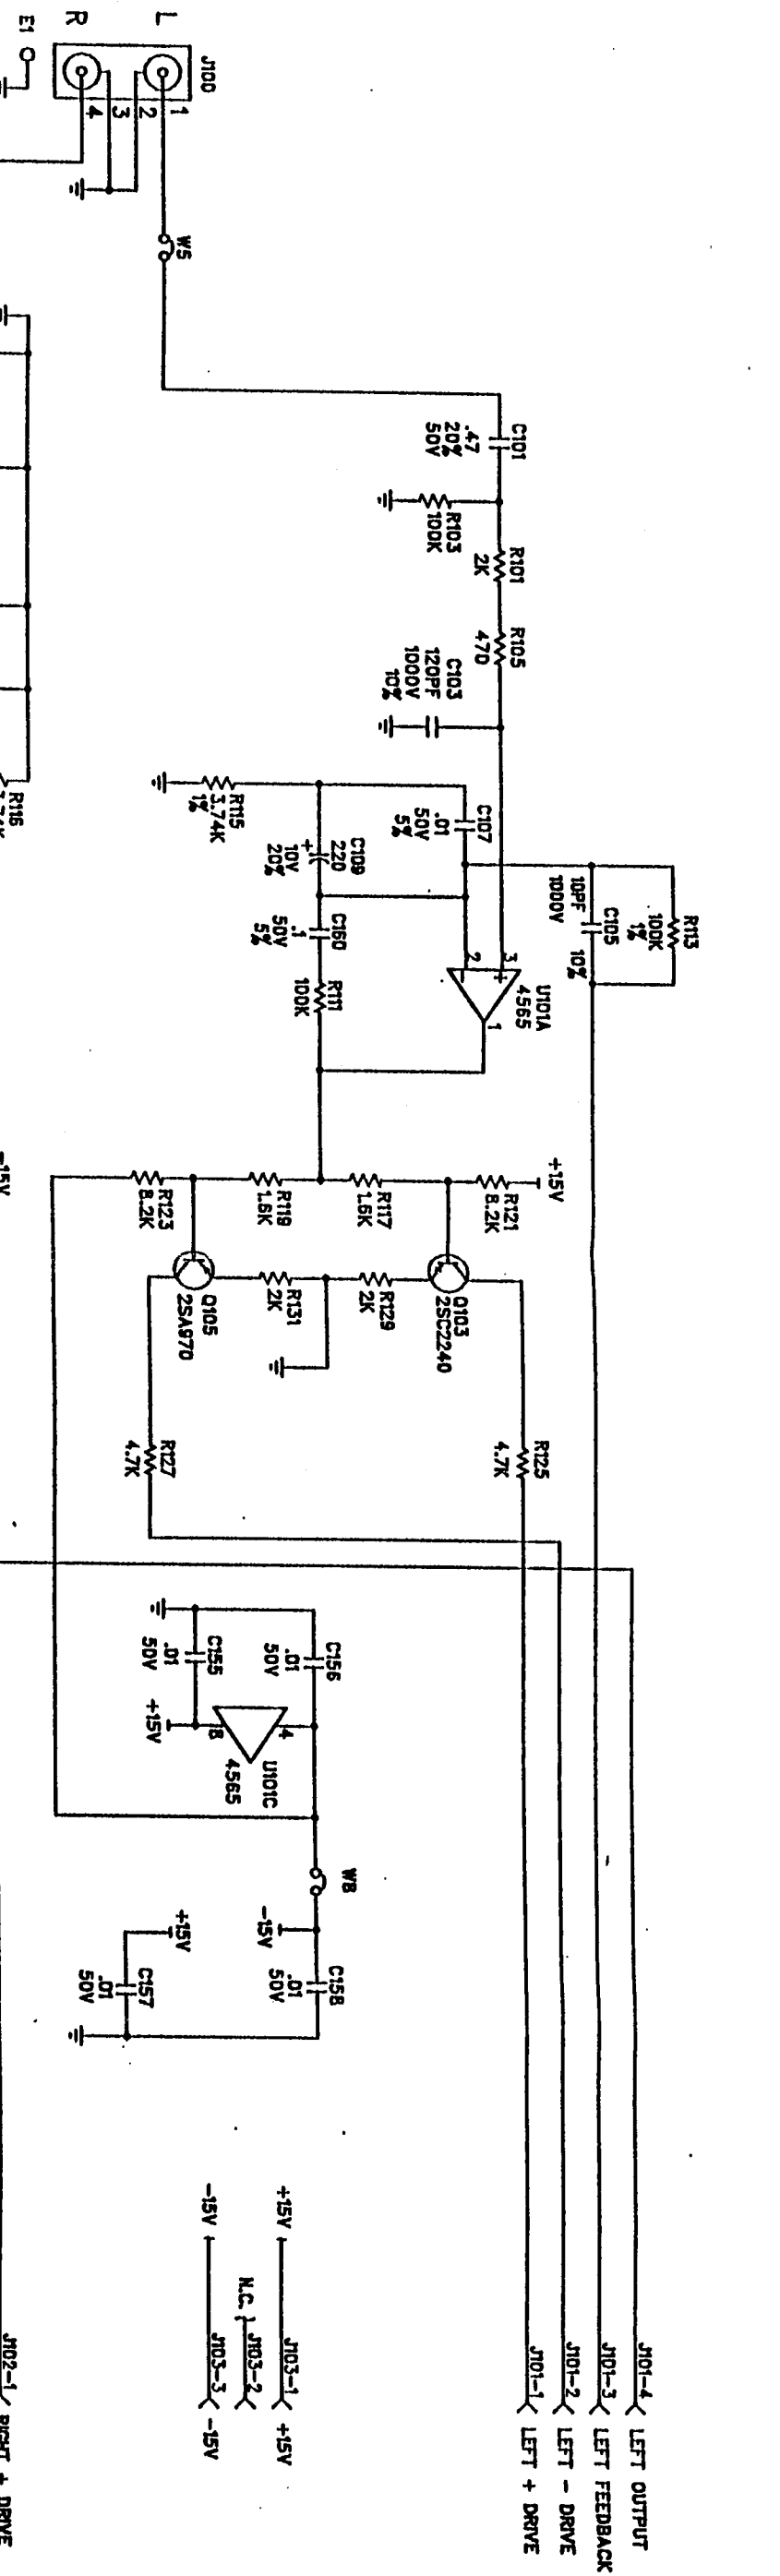 J100
L
R
E1
1
2
3
4
W5
C101
.47
20%
50V
R103
100K
R101
2K
R105
470
C103
120PF
1000V
10%
R115
3.74K
1%
C107
.01
50V
5%
C109
220
10V
20%
+
C160
.1
50V
5%
R111
100K
R113
100K
1%
C105
10PF
1000V
10%
3
2
1
+
U101A
4565
+15V
R121
8.2K
R117
1.6K
R119
1.6K
R123
8.2K
Q103
2SC2240
R129
2K
R131
2K
Q105
2SA970
R125
4.7K
R127
4.7K
C156
.01
50V
C155
.01
50V
+15V
4
8
U101C
4565
W8
-15V
C158
.01
50V
+15V
C157
.01
50V
+15V
J103-1
+15V
N.C.
J103-2
-15V
J103-3
-15V
J101-4
LEFT OUTPUT
J101-3
LEFT FEEDBACK
J101-2
LEFT - DRIVE
J101-1
LEFT + DRIVE
R116
-15V
J102-1
RIGHT + DRIVE